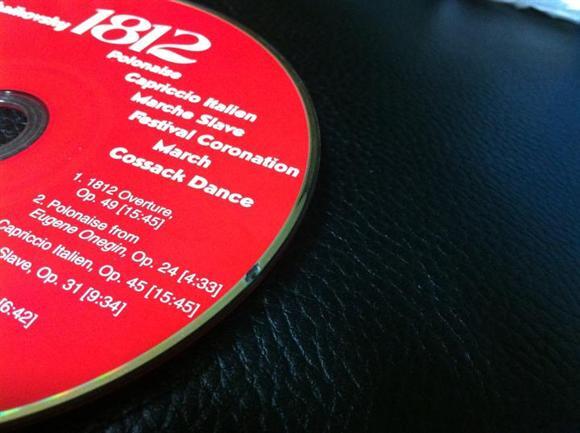 1812
Polonaise
Capriccio Italien
Marche Slave
Festival Coronation
March
Cossack Dance
1. 1812 Overture,
Op. 49 [15:45]
2. Polonaise from
Eugene Onegin, Op. 24 [4:33]
Capriccio Italien, Op. 45 [15:45]
Slave, Op. 31 [9:34]
[6:42]